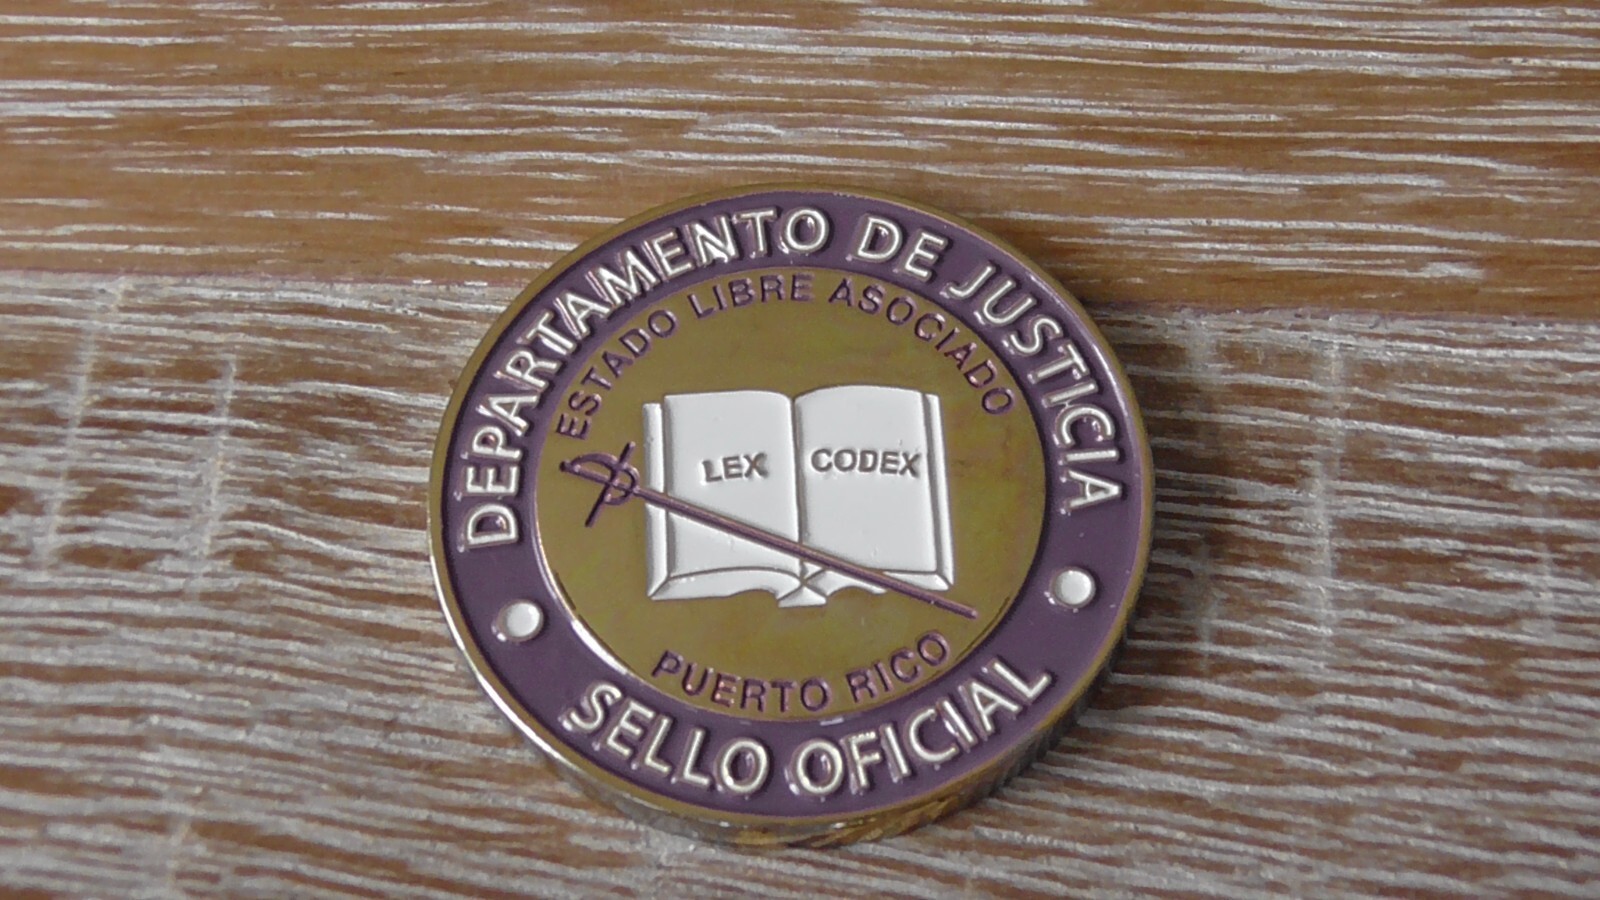 DEPARTAMENTO DE JUSTICIA
ESTADO LIBRE ASOCIADO
LEX CODEX
PUERTO RICO
SELLO OFICIAL